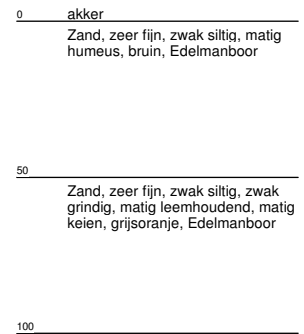 0 akker
Zand, zeer fijn, zwak siltig, matig
humeus, bruin, Edelmanboor
50
Zand, zeer fijn, zwak siltig, zwak
grindig, matig leemhoudend, matig
keien, grijsoranje, Edelmanboor
100